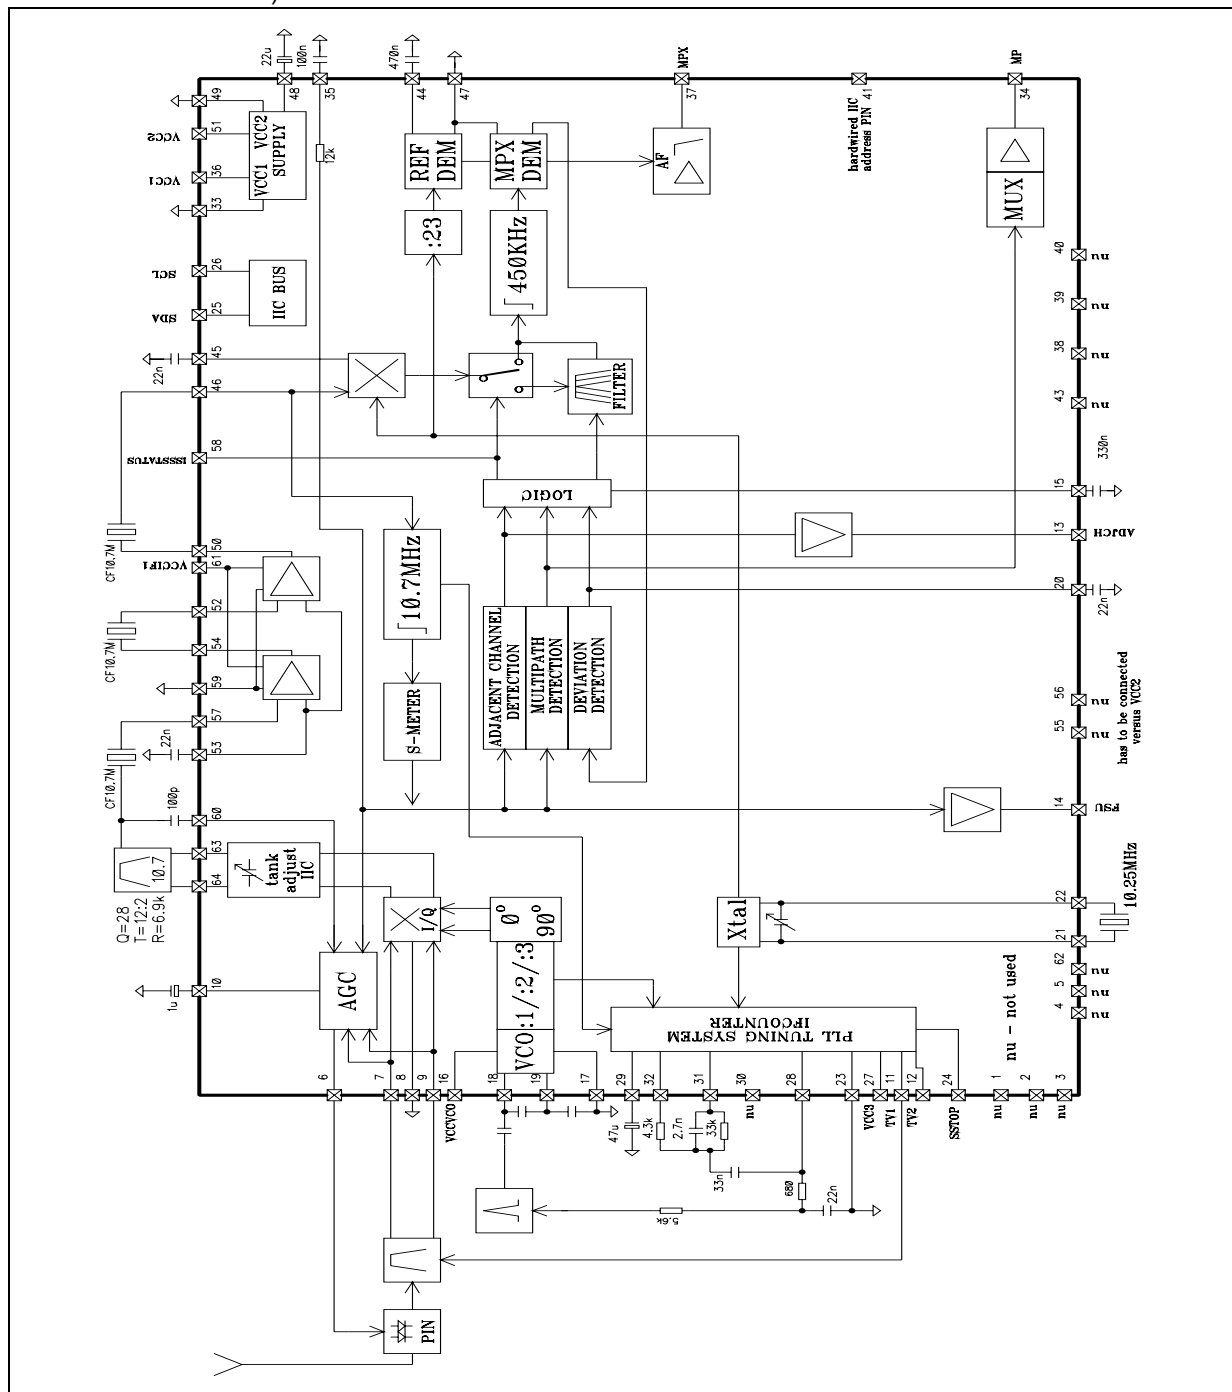 22u
100n
470n
MPX
MP
49
48
35
44
47
37
41
34
VCC2
51
VCC1
36
33
VCC1 VCC2
SUPPLY
12k
REF
DEM
MPX
DEM
AF
hardwired IIC
address PIN
MUX
:23
450KHz
SCL
26
SDA
25
IIC BUS
22n
45
46
FILTER
40
nu
39
nu
38
nu
43
nu
ISSSTATUS
58
LOGIC
330n
15
13
ADJCH
CF10.7M
50
VCCIF1
61
10.7MHz
20
22n
52
CF10.7M
54
59
57
22n
53
S-METER
ADJACENT CHANNEL
DETECTION
MULTIPATH
DETECTION
DEVIATION
DETECTION
56
nu
55
nu
has to be connected
versus VCC2
CF10.7M
100p
60
14
FSU
10.7
63
64
tank
adjust
IIC
Q=28
T=12:2
R=6.9k
I/Q
0°
90°
Xtal
22
21
10.25MHz
1u
10
AGC
VCO
:1/:2/:3
PLL TUNING SYSTEM
IFCOUNTER
62
nu
5
nu
4
nu
nu - not used
6
7
8
9
16
18
19
17
29
32
31
30
28
23
27
11
12
24
1
2
3
VCCVCO
nu
VCC3
TV1
TV2
SSTOP
nu
nu
nu
47u
4.3k
2.7n
33k
33n
680
22n
5.6k
PIN